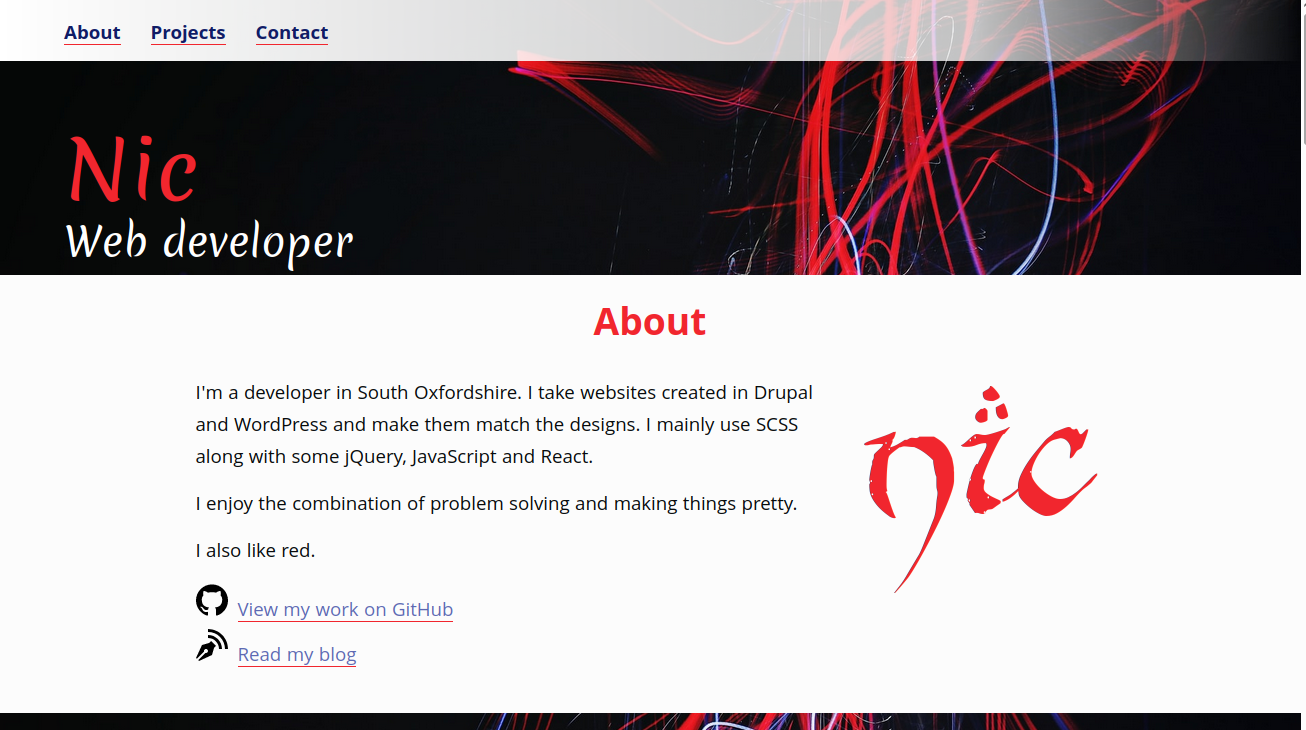 About Projects Contact
Nic
Web developer
About
I'm a developer in South Oxfordshire. I take websites created in Drupal
and WordPress and make them match the designs. I mainly use SCSS
along with some jQuery, JavaScript and React.
I enjoy the combination of problem solving and making things pretty.
I also like red.
View my work on GitHub
Read my blog
nic